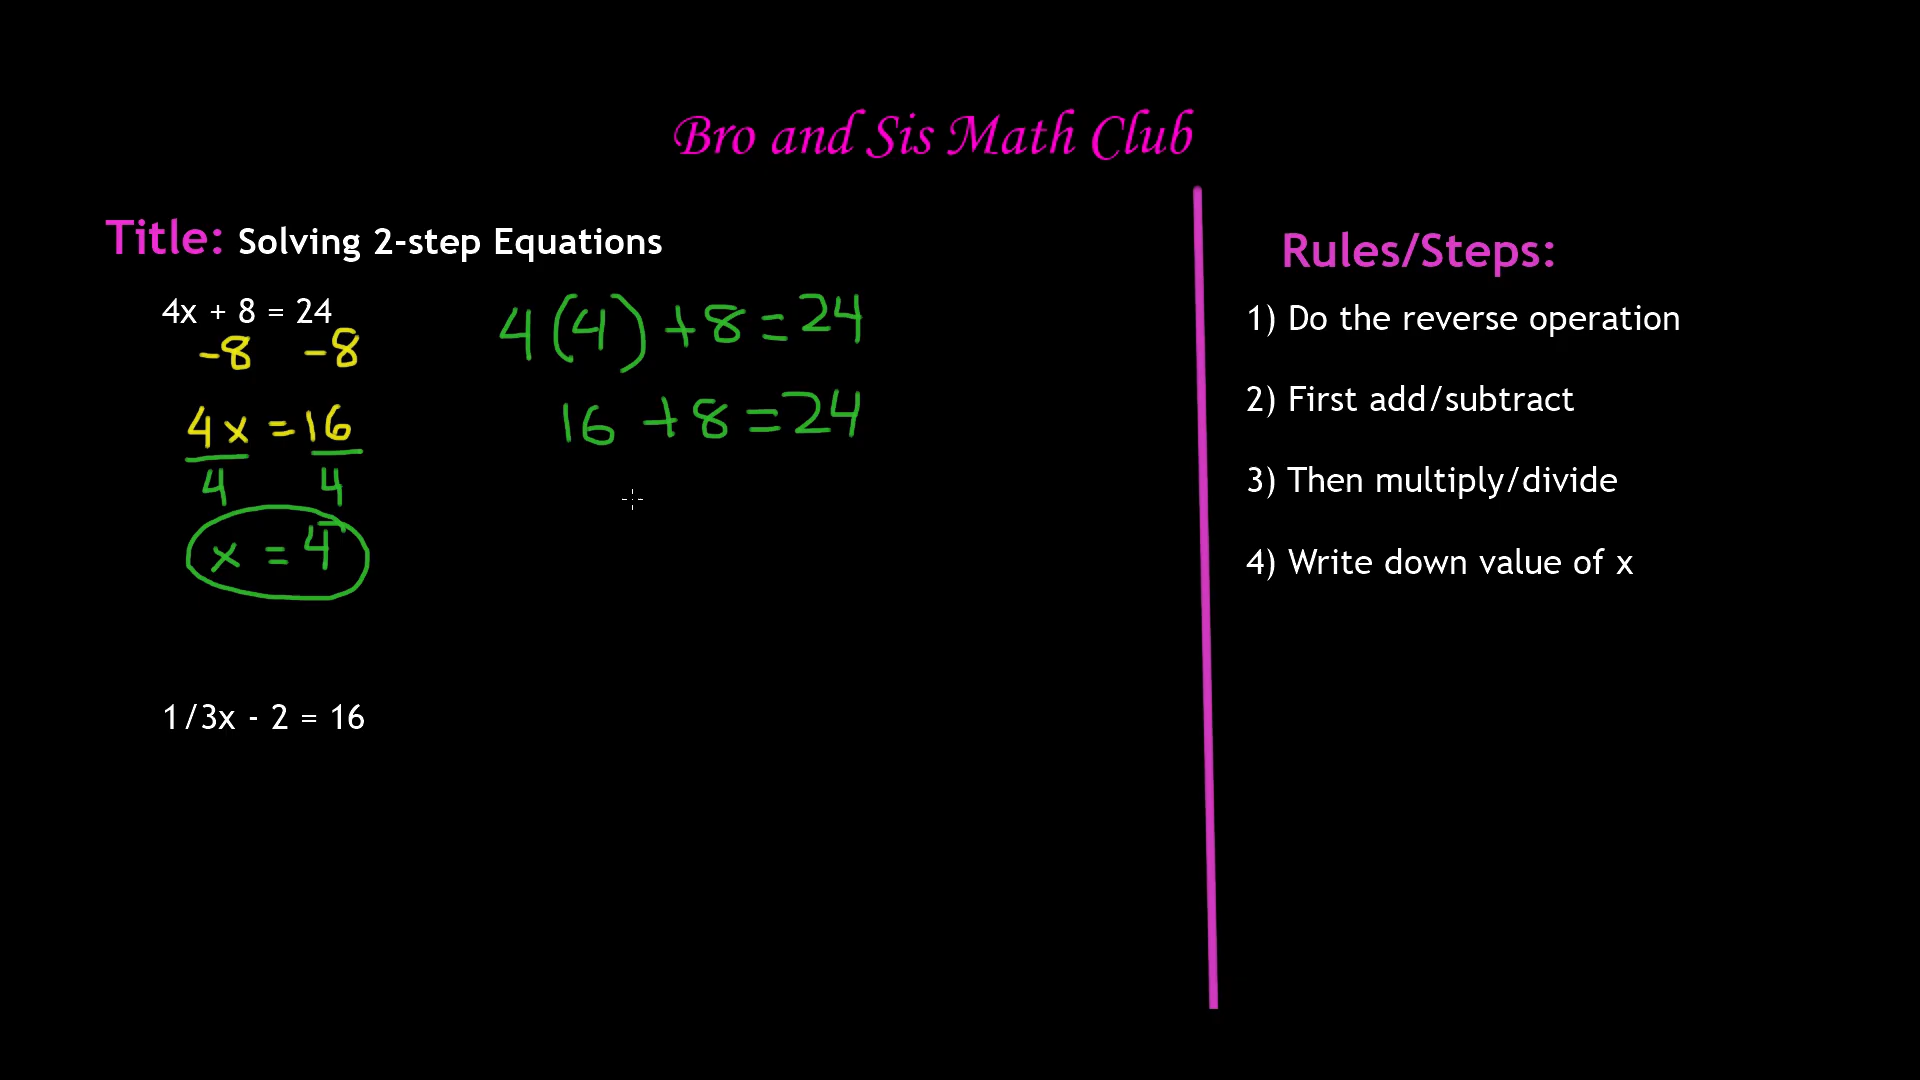 Bro and Sis Math Club
Title: Solving 2-step Equations
4x + 8 = 24
-8 -8
4x = 16
4 4
x = 4
1/3x - 2 = 16
4(4) + 8 = 24
16 + 8 = 24
Rules/Steps:
1) Do the reverse operation
2) First add/subtract
3) Then multiply/divide
4) Write down value of x